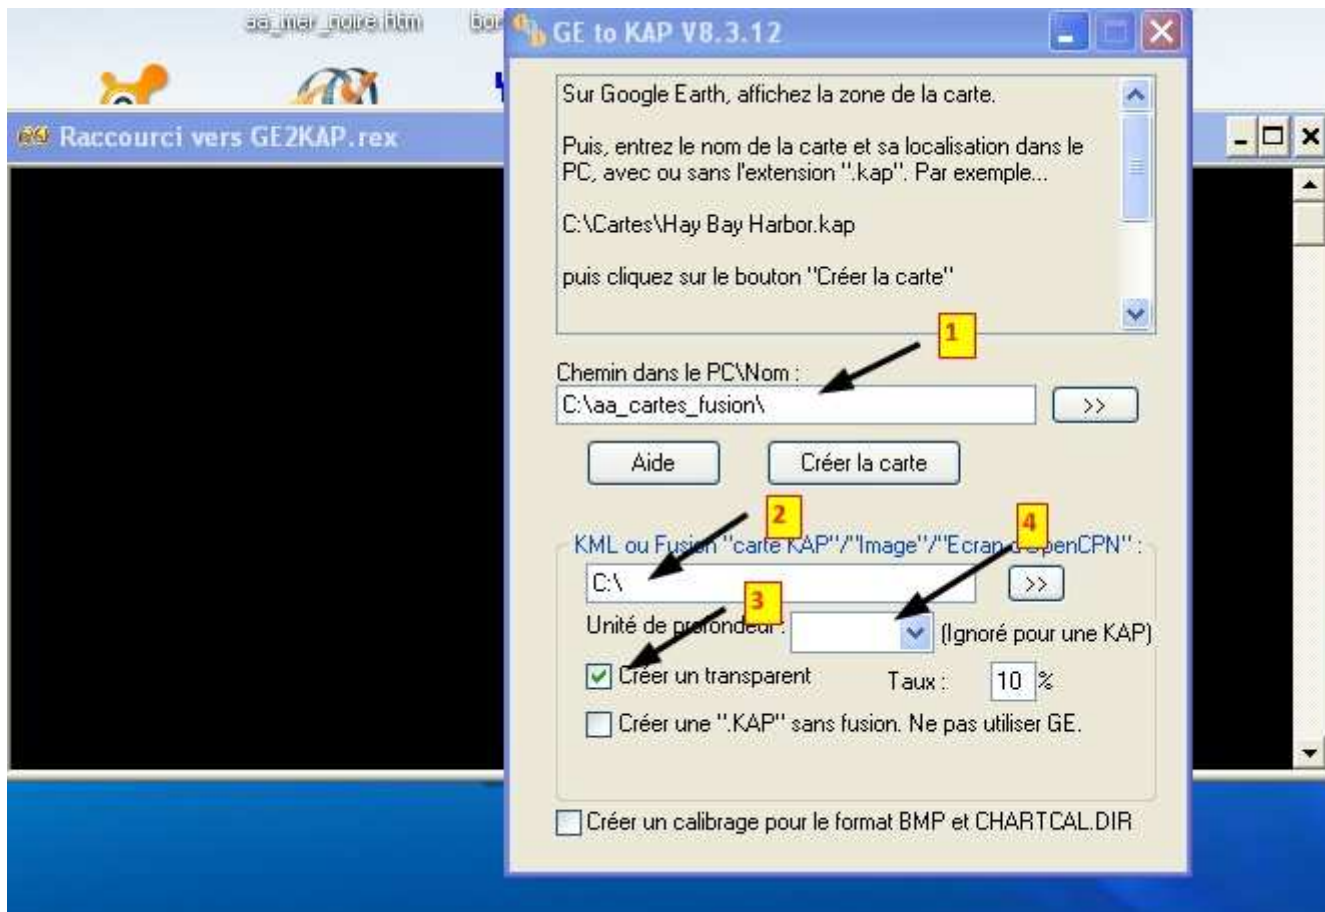 aa_mer_noire.htm
GE to KAP V8.3.12
Sur Google Earth, affichez la zone de la carte.
Raccourci vers GE2KAP.rex
Puis, entrez le nom de la carte et sa localisation dans le
PC, avec ou sans l'extension ".kap". Par exemple...
C:\Cartes\Hay Bay Harbor.kap
puis cliquez sur le bouton "Créer la carte"
1
Chemin dans le PC\Nom :
C:\aa_cartes_fusion\
>>
Aide
Créer la carte
2
4
KML ou Fusion "carte KAP"/"Image"/"Ecran d'OpenCPN" :
C:\
>>
3
Unité de profondeur :
(Ignoré pour une KAP)
Créer un transparent
Taux :
10 %
Créer une ".KAP" sans fusion. Ne pas utiliser GE.
Créer un calibrage pour le format BMP et CHARTCAL.DIR